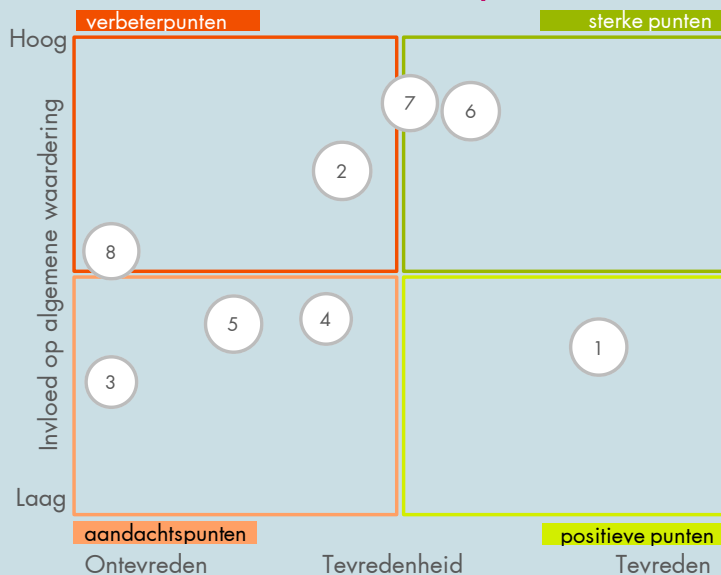 verbeterpunten
sterke punten
Hoog
7
6
2
8
5
4
1
3
Invloed op algemene waardering
Laag
aandachtspunten
positieve punten
Ontevreden
Tevredenheid
Tevreden